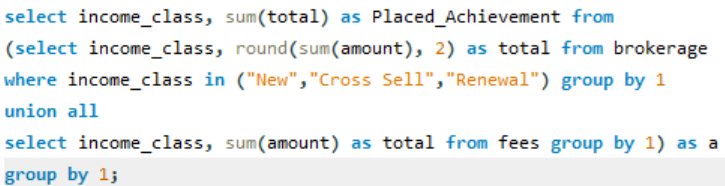 select income_class, sum(total) as Placed_Achievement from
(select income_class, round(sum(amount), 2) as total from brokerage
where income_class in ("New","Cross Sell","Renewal") group by 1
union all
select income_class, sum(amount) as total from fees group by 1) as a
group by 1;